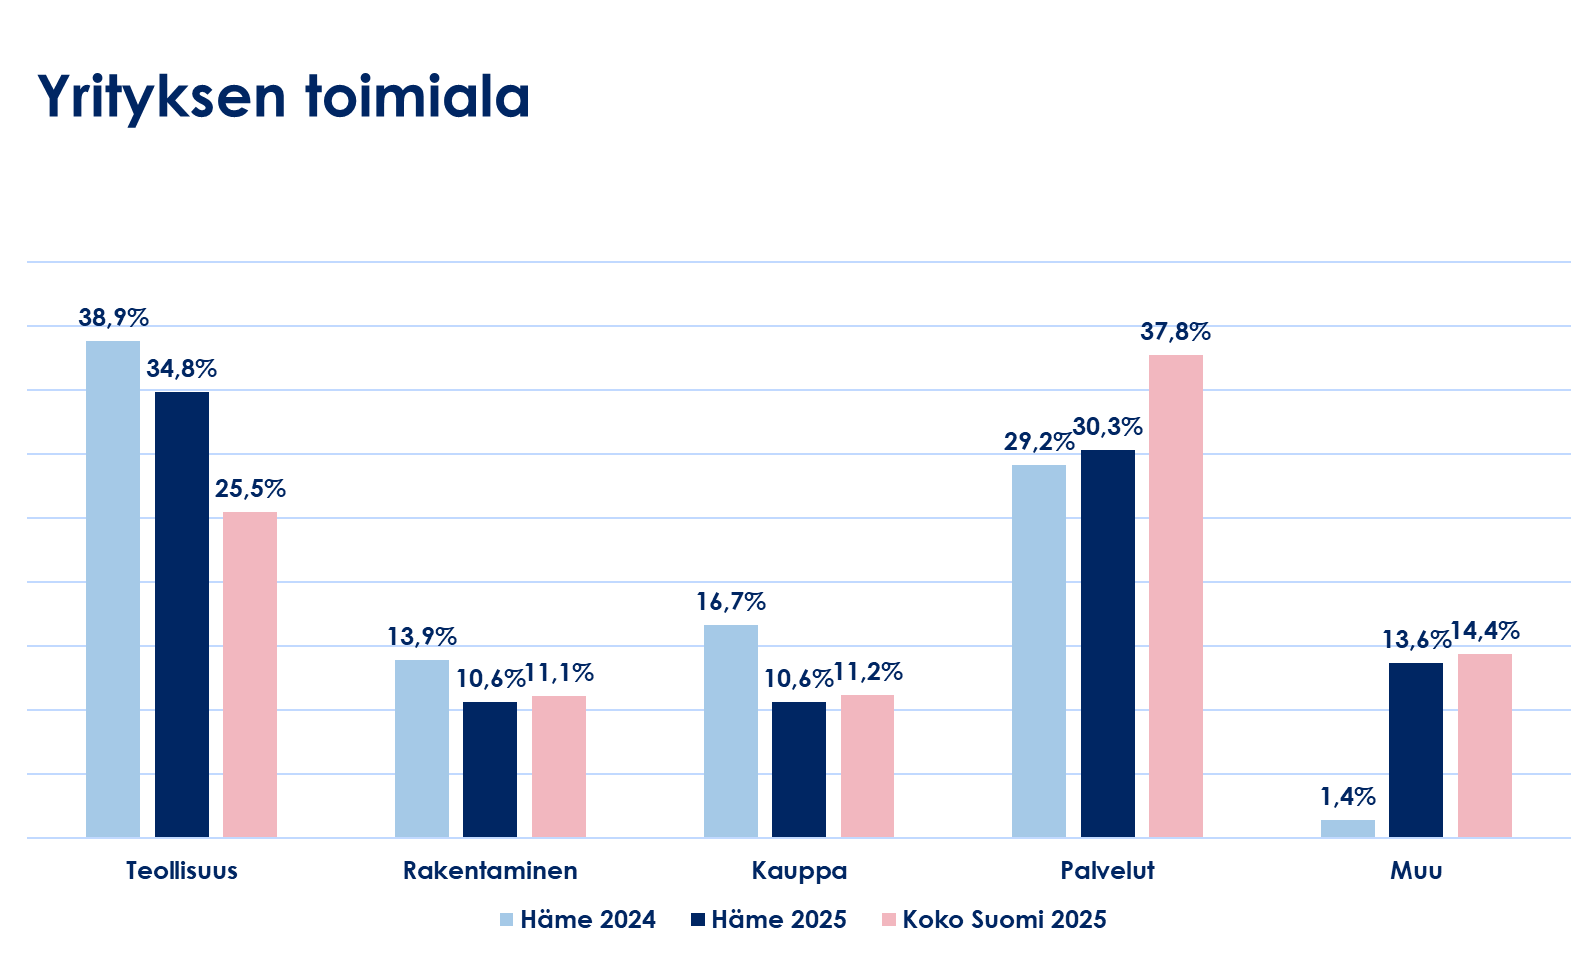 Yrityksen toimiala
38,9%
34,8%
25,5%
13,9%
10,6%
11,1%
16,7%
10,6%
11,2%
29,2%
30,3%
37,8%
1,4%
13,6%
14,4%
Teollisuus
Rakentaminen
Kauppa
Palvelut
Muu
Häme 2024
Häme 2025
Koko Suomi 2025